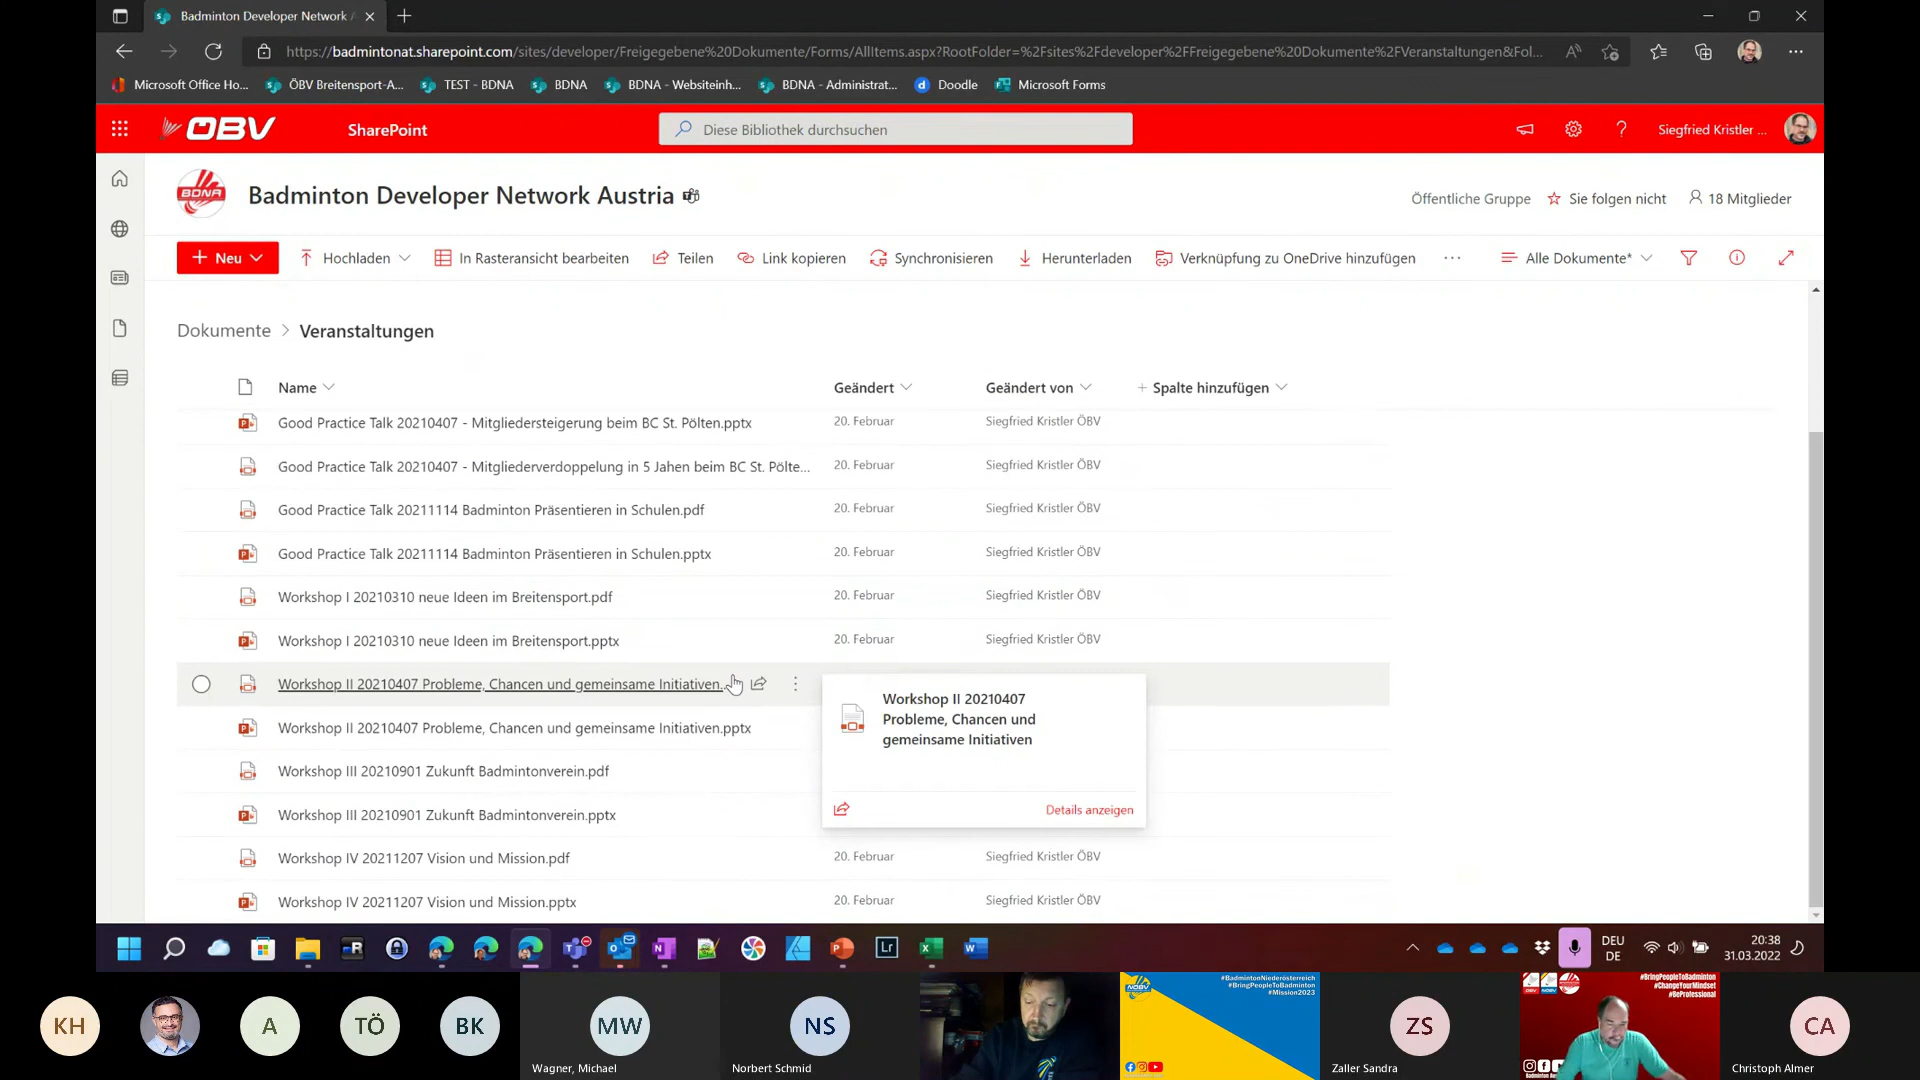 Badminton Developer Network A
https://badmintonat.sharepoint.com/sites/developer/Freigegebene%20Dokumente/Forms/AllItems.aspx?RootFolder=%2Fsites%2Fdeveloper%2FFreigegebene%20Dokumente%2FVeranstaltungen&Fol...
Microsoft Office Ho...
ÖBV Breitensport-A...
TEST - BDNA
BDNA
BDNA - Websiteinh...
BDNA - Administrat...
Doodle
Microsoft Forms
ÖBV
SharePoint
Diese Bibliothek durchsuchen
Siegfried Kristler ...
BDNA
Badminton Developer Network Austria
Öffentliche Gruppe
Sie folgen nicht
18 Mitglieder
Neu
Hochladen
In Rasteransicht bearbeiten
Teilen
Link kopieren
Synchronisieren
Herunterladen
Verknüpfung zu OneDrive hinzufügen
...
Alle Dokumente*
Dokumente > Veranstaltungen
Name
Geändert
Geändert von
+ Spalte hinzufügen
Good Practice Talk 20210407 - Mitgliedersteigerung beim BC St. Pölten.pptx 20. Februar Siegfried Kristler ÖBV
Good Practice Talk 20210407 - Mitgliederverdoppelung in 5 Jahen beim BC St. Pölte... 20. Februar Siegfried Kristler ÖBV
Good Practice Talk 20211114 Badminton Präsentieren in Schulen.pdf 20. Februar Siegfried Kristler ÖBV
Good Practice Talk 20211114 Badminton Präsentieren in Schulen.pptx 20. Februar Siegfried Kristler ÖBV
Workshop I 20210310 neue Ideen im Breitensport.pdf 20. Februar Siegfried Kristler ÖBV
Workshop I 20210310 neue Ideen im Breitensport.pptx 20. Februar Siegfried Kristler ÖBV
Workshop II 20210407 Probleme, Chancen und gemeinsame Initiativen...
Workshop II 20210407
Probleme, Chancen und
gemeinsame Initiativen
Details anzeigen
Workshop II 20210407 Probleme, Chancen und gemeinsame Initiativen.pptx
Workshop III 20210901 Zukunft Badmintonverein.pdf
Workshop III 20210901 Zukunft Badmintonverein.pptx
Workshop IV 20211207 Vision und Mission.pdf 20. Februar Siegfried Kristler ÖBV
Workshop IV 20211207 Vision und Mission.pptx 20. Februar Siegfried Kristler ÖBV
Lr
DEU
DE
20:38
31.03.2022
KH
A
TÖ
BK
MW
Wagner, Michael
NS
Norbert Schmid
NÖBV
#BadmintonNiederösterreich
#BringPeopleToBadminton
#Mission2023
ZS
Zaller Sandra
#BringPeopleToBadminton
#ChangeYourMindset
#BeProfessional
CA
Christoph Almer